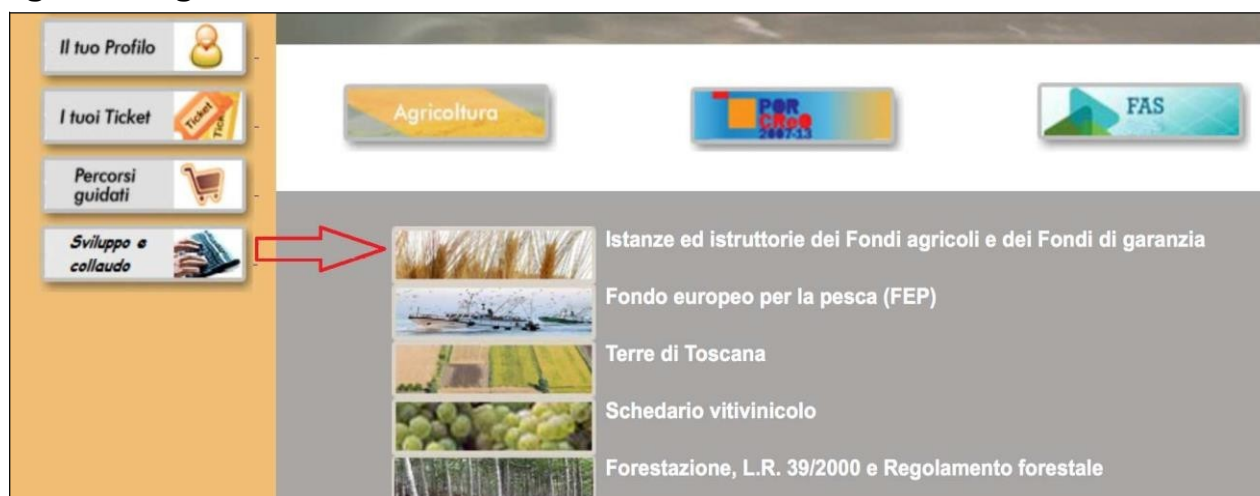 Il tuo Profilo
I tuoi Ticket
Ticket
Percorsi
guidati
Sviluppo e
collaudo
Agricoltura
POR
CReO
2007-13
FAS
Istanze ed istruttorie dei Fondi agricoli e dei Fondi di garanzia
Fondo europeo per la pesca (FEP)
Terre di Toscana
Schedario vitivinicolo
Forestazione, L.R. 39/2000 e Regolamento forestale